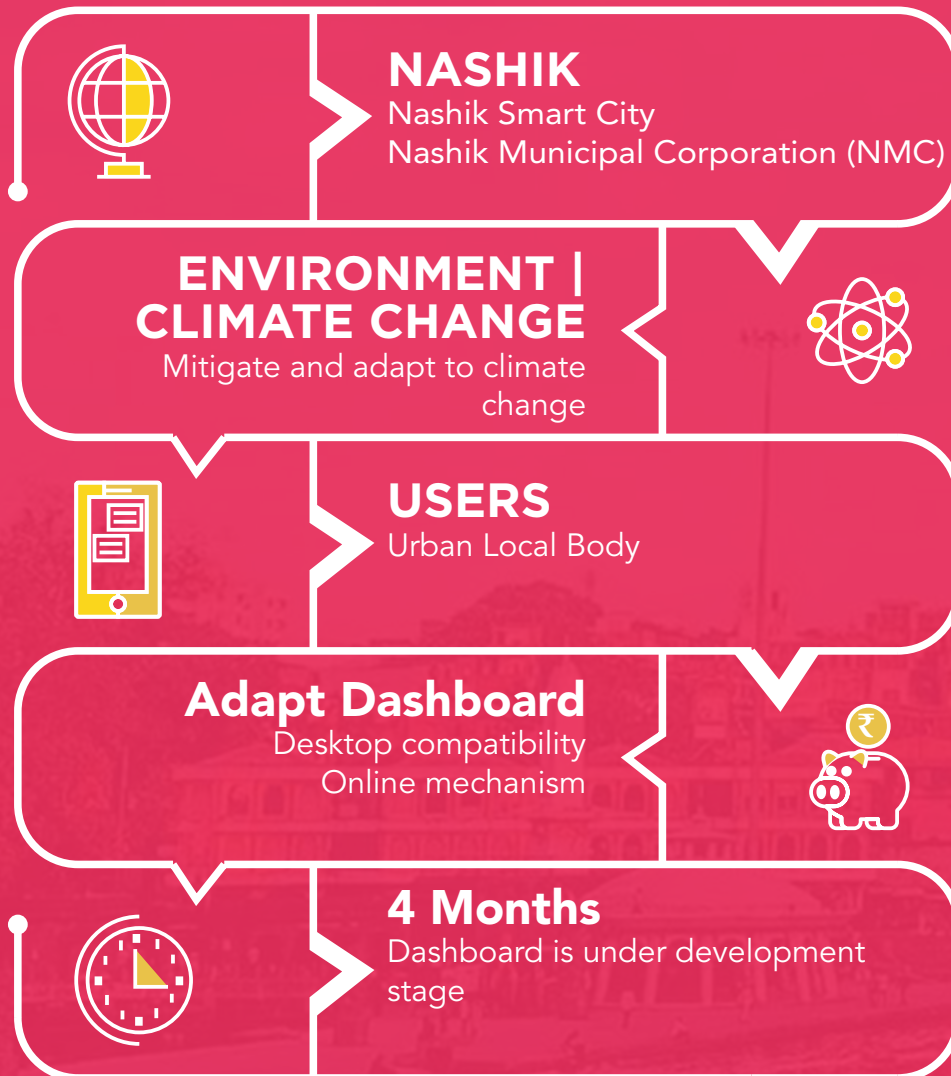 NASHIK
Nashik Smart City
Nashik Municipal Corporation (NMC)
ENVIRONMENT |
CLIMATE CHANGE
Mitigate and adapt to climate
change
USERS
Urban Local Body
Adapt Dashboard
Desktop compatibility
Online mechanism
₹
4 Months
Dashboard is under development
stage